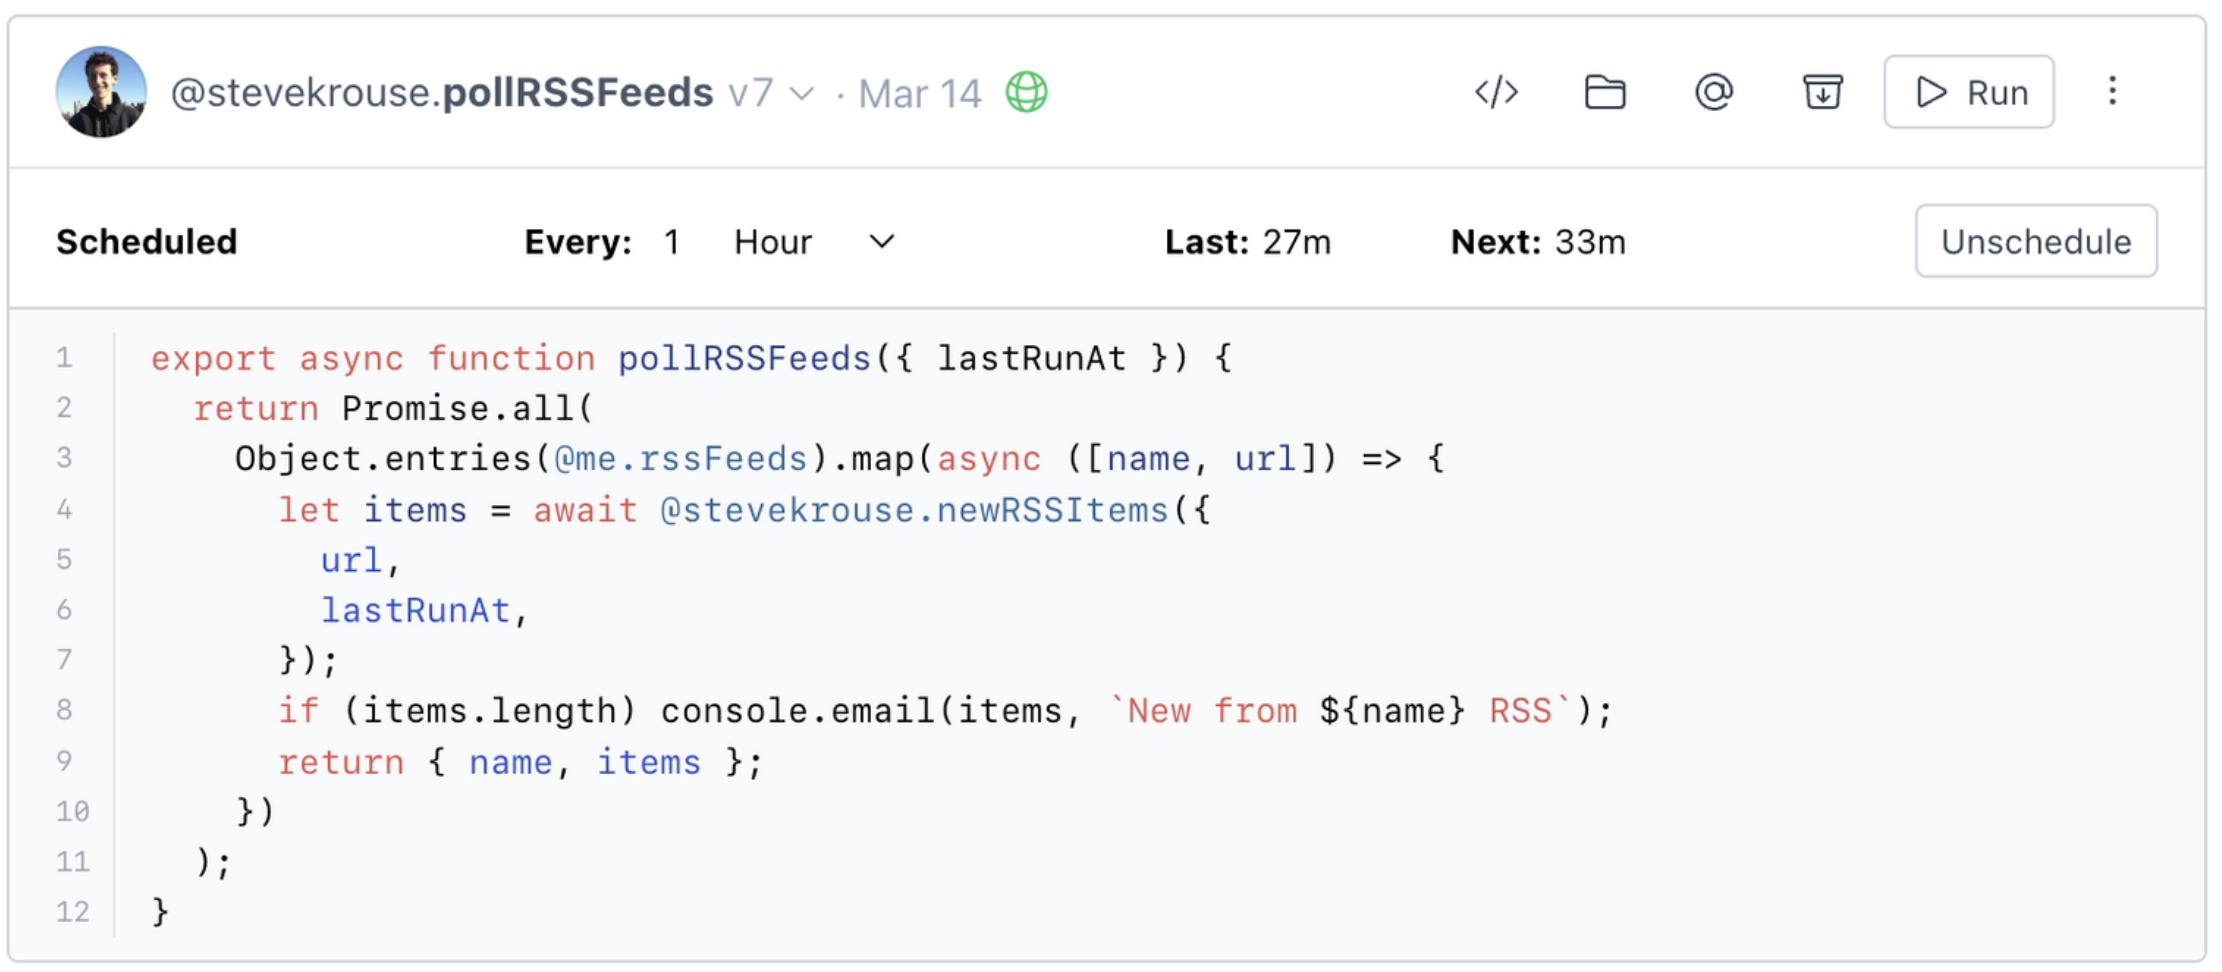 @stevekrouse.pollRSSFeeds v7 · Mar 14 </> @ Run
Scheduled Every: 1 Hour Last: 27m Next: 33m Unschedule
1 export async function pollRSSFeeds({ lastRunAt }) {
2   return Promise.all(
3     Object.entries(@me.rssFeeds).map(async ([name, url]) => {
4       let items = await @stevekrouse.newRSSItems({
5         url,
6         lastRunAt,
7       });
8       if (items.length) console.email(items, `New from ${name} RSS`);
9       return { name, items };
10     })
11   );
12 }